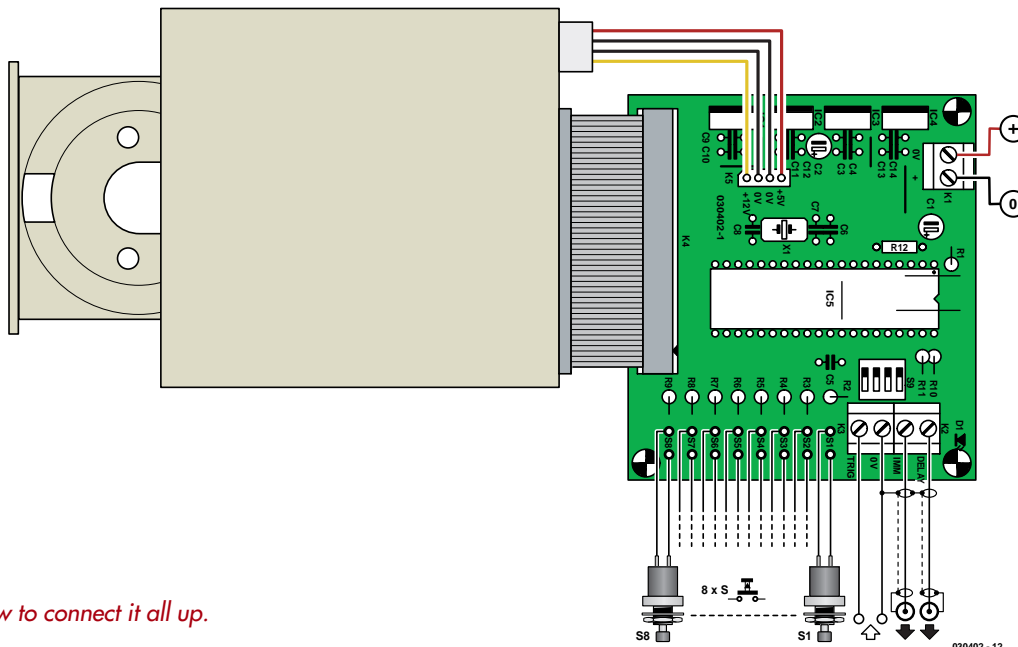 IC2
IC3
IC4
C9
C10
C11
C12
C2
C3
C4
C13
C14
0V
+
K1
+
0
K5
+12V
0V
0V
+5V
030402-1
C8
X1
C7
C6
C1
R12
R1
K4
IC5
C5
R2
S9
R11
R10
R9
R8
R7
R6
R5
R4
R3
S8
S7
S6
S5
S4
S3
S2
S1
K3
K2
D1
TRIG
0V
IMM
DELAY
8 x S
S8
S1
w to connect it all up.
030402 - 12